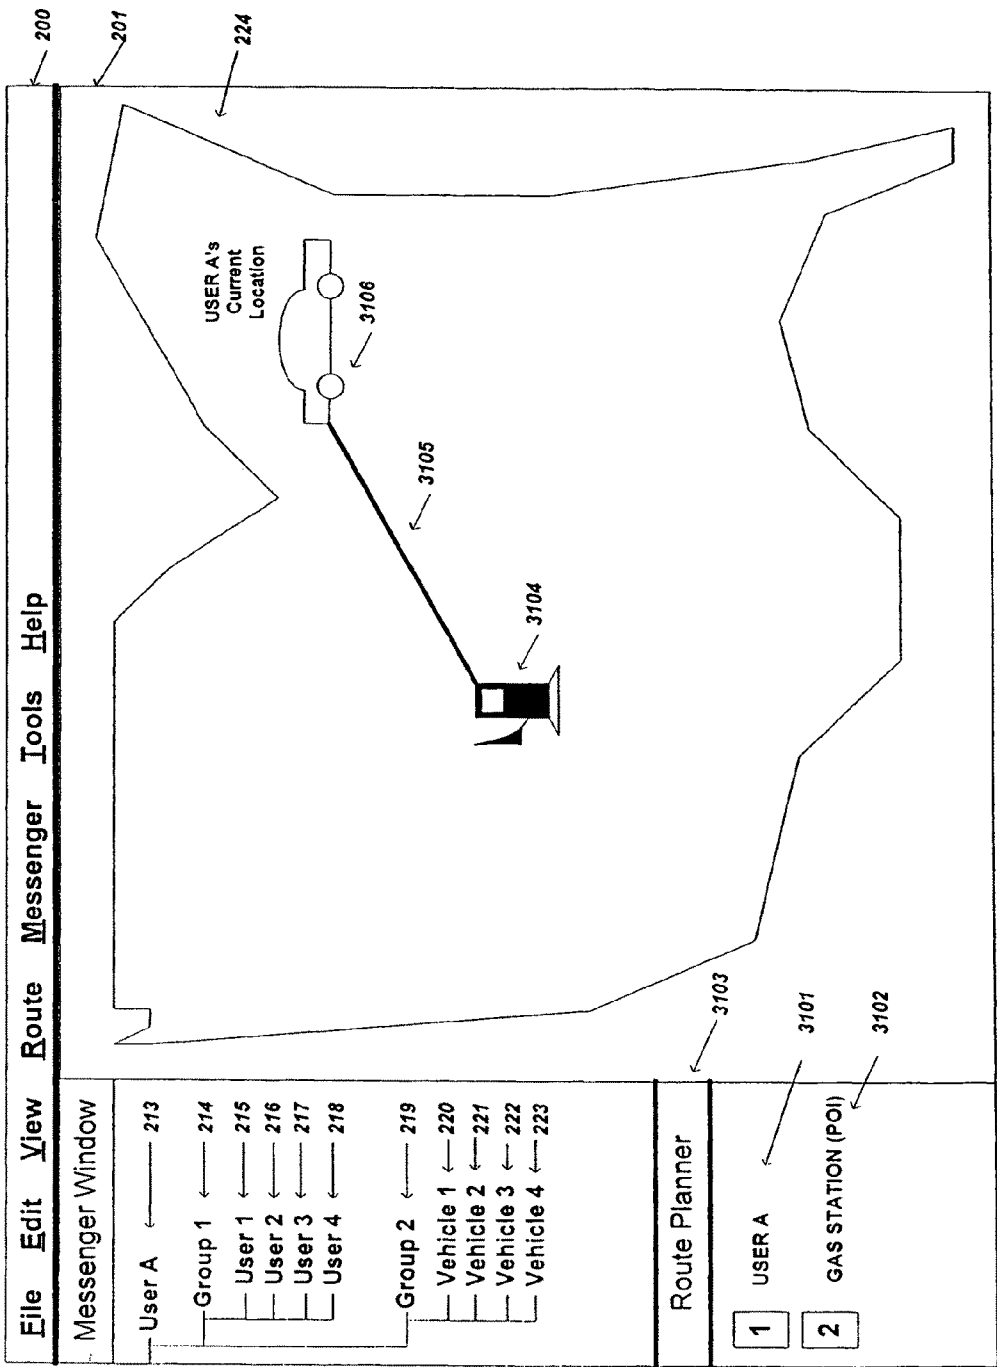 File Edit View Route Messenger Tools Help
200
Messenger Window
201
User A 213
Group 1 214
User 1 215
User 2 216
User 3 217
User 4 218
Group 2 219
Vehicle 1 220
Vehicle 2 221
Vehicle 3 222
Vehicle 4 223
224
USER A's
Current
Location
3106
3105
3104
Route Planner
3103
1 USER A
3101
2 GAS STATION (POI)
3102